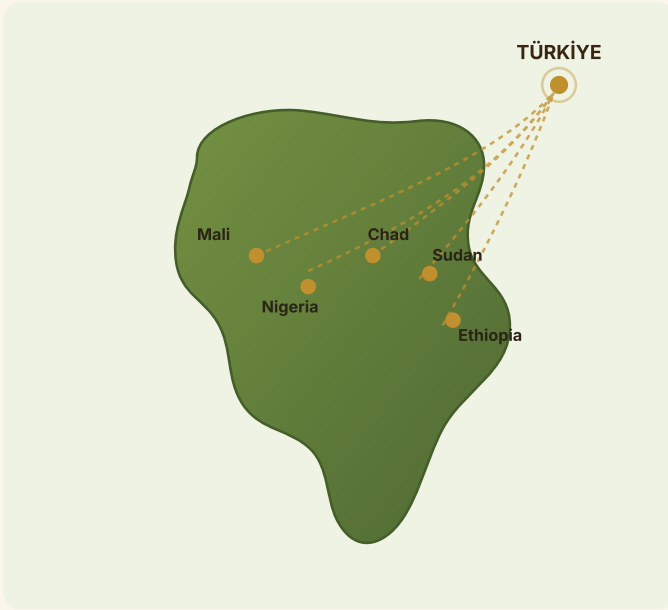 TÜRKİYE
Mali
Chad
Sudan
Nigeria
Ethiopia